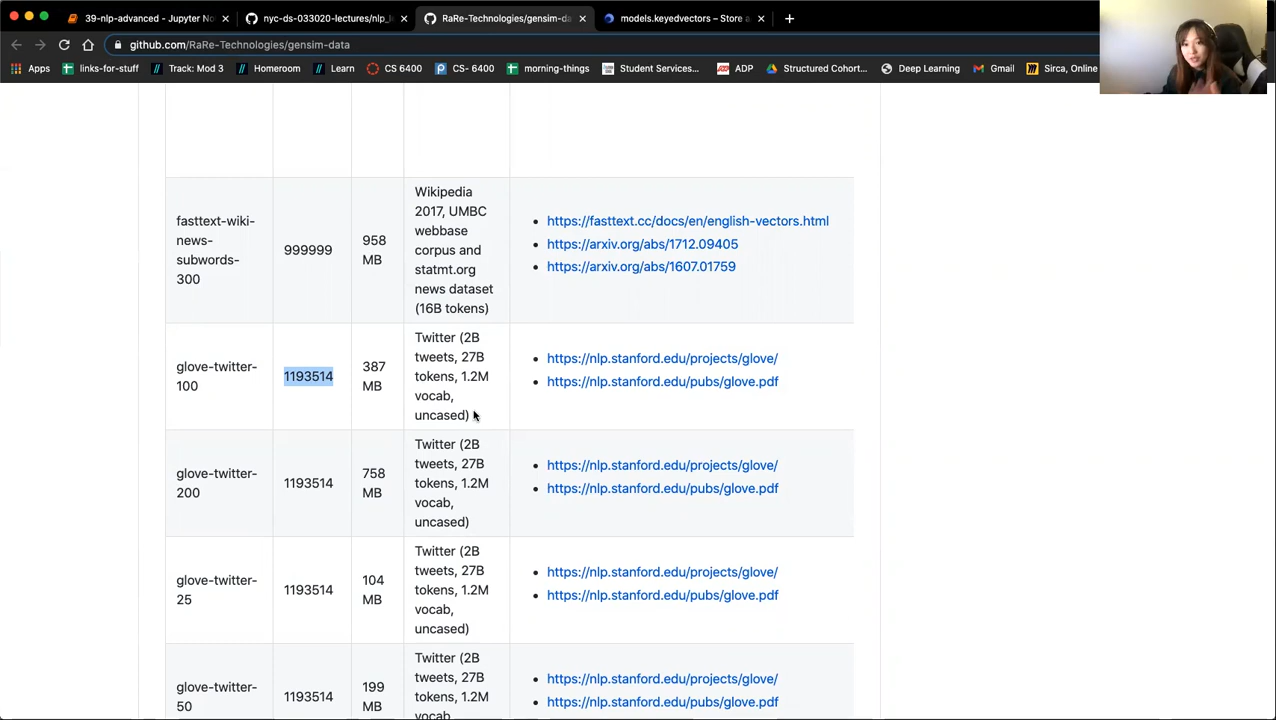 39-nlp-advanced - Jupyter No
nyc-ds-033020-lectures/nlp_l
RaRe-Technologies/gensim-da
models.keyedvectors – Store a
github.com/RaRe-Technologies/gensim-data
Apps
links-for-stuff
Track: Mod 3
Homeroom
Learn
CS 6400
CS- 6400
morning-things
Student Services...
ADP
Structured Cohort...
Deep Learning
Gmail
Sirca, Online
fasttext-wiki-
news-
subwords-
300
999999
958
MB
Wikipedia
2017, UMBC
webbase
corpus and
statmt.org
news dataset
(16B tokens)
https://fasttext.cc/docs/en/english-vectors.html
https://arxiv.org/abs/1712.09405
https://arxiv.org/abs/1607.01759
glove-twitter-
100
1193514
387
MB
Twitter (2B
tweets, 27B
tokens, 1.2M
vocab,
uncased)
https://nlp.stanford.edu/projects/glove/
https://nlp.stanford.edu/pubs/glove.pdf
glove-twitter-
200
1193514
758
MB
Twitter (2B
tweets, 27B
tokens, 1.2M
vocab,
uncased)
https://nlp.stanford.edu/projects/glove/
https://nlp.stanford.edu/pubs/glove.pdf
glove-twitter-
25
1193514
104
MB
Twitter (2B
tweets, 27B
tokens, 1.2M
vocab,
uncased)
https://nlp.stanford.edu/projects/glove/
https://nlp.stanford.edu/pubs/glove.pdf
glove-twitter-
50
1193514
199
MB
Twitter (2B
tweets, 27B
tokens, 1.2M
vocab,
https://nlp.stanford.edu/projects/glove/
https://nlp.stanford.edu/pubs/glove.pdf